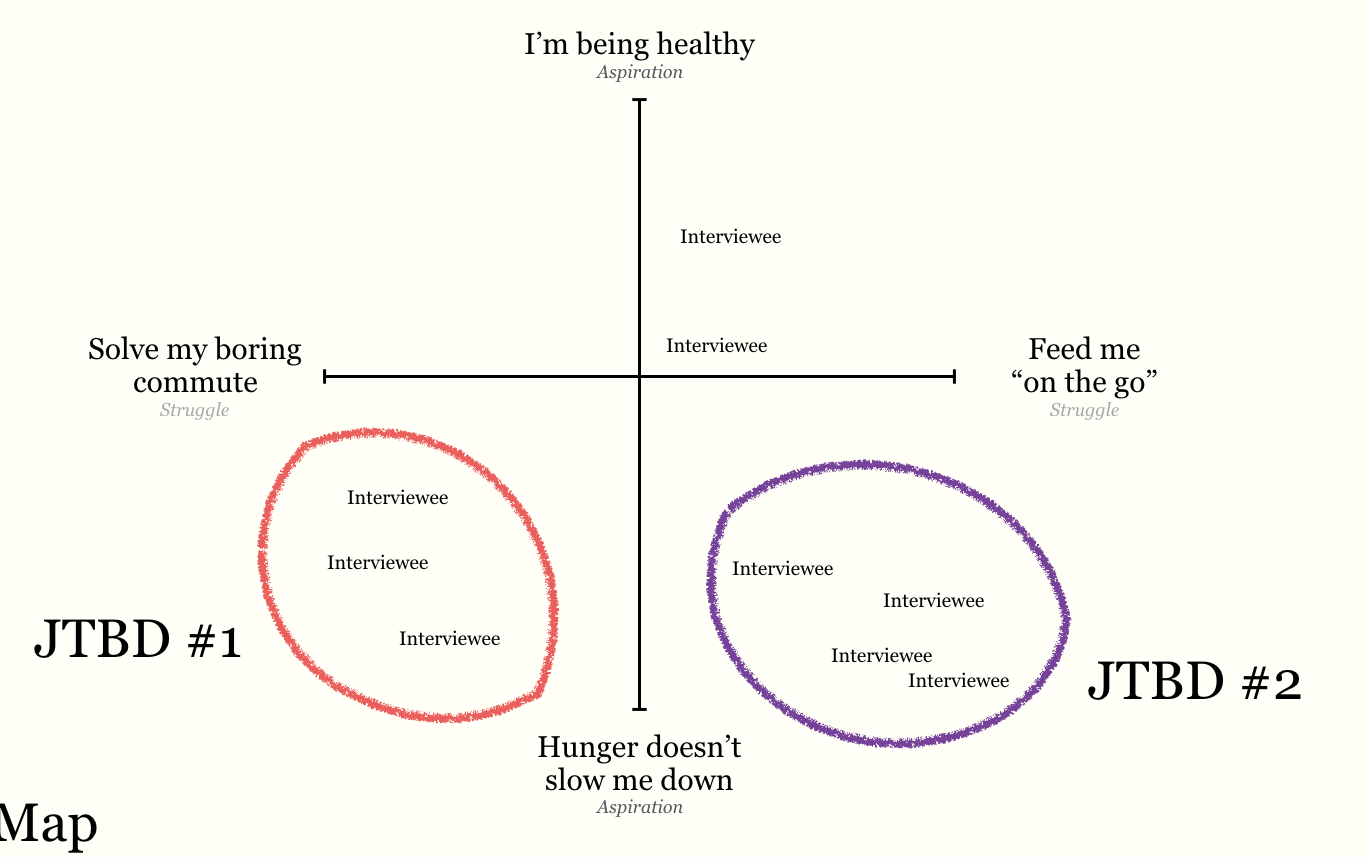 I’m being healthy
Aspiration
Interviewee
Interviewee
Solve my boring
commute
Struggle
Feed me
“on the go”
Struggle
Interviewee
Interviewee
Interviewee
JTBD #1
Interviewee
Interviewee
Interviewee
Interviewee
JTBD #2
Hunger doesn’t
slow me down
Aspiration
Map